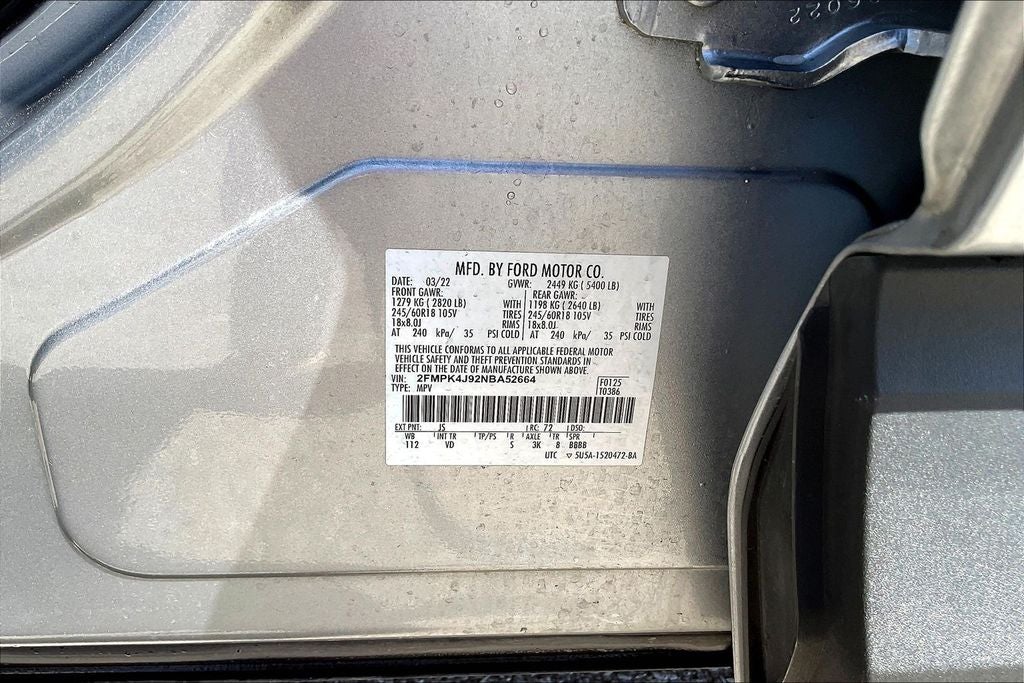 6022
MFD. BY FORD MOTOR CO.
DATE: 03/22 GVWR: 2449 KG ( 5400 LB)
FRONT GAWR: REAR GAWR:
1279 KG ( 2820 LB) WITH 1198 KG ( 2640 LB) WITH
245/60R18 105V TIRES 245/60R18 105V TIRES
18x8.0J RIMS 18x8.0J RIMS
AT 240 kPa/ 35 PSI COLD AT 240 kPa/ 35 PSI COLD
THIS VEHICLE CONFORMS TO ALL APPLICABLE FEDERAL MOTOR
VEHICLE SAFETY AND THEFT PREVENTION STANDARDS IN
EFFECT ON THE DATE OF MANUFACTURE SHOWN ABOVE.
VIN: 2FMPK4J92NBA52664 F0125
TYPE: MPV T0386
EXT PNT: JS RC: 72 DSO:
WB INT TR TP/PS R AXLE TR SPR
112 VD S 3K 8 BBBB
UTC ▽ 5U5A-1520472-BA